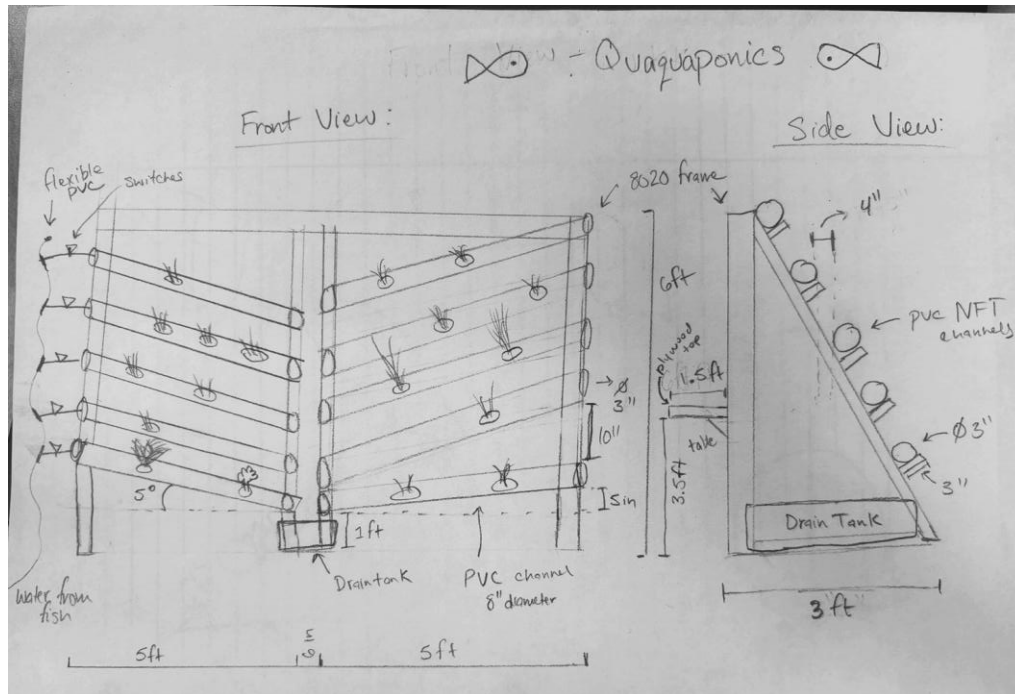 - Quaquaponics
Front View:
Side View:
flexible
PVC
switches
8020 frame
4"
6ft
PVC NFT
channels
plywood
top
1.5ft
Ø
3"
10"
Ø3"
table
3.5ft
3"
5°
5in
1ft
Drain Tank
Drain tank
PVC channel
8" diameter
water from
fish
3ft
5ft
5ft